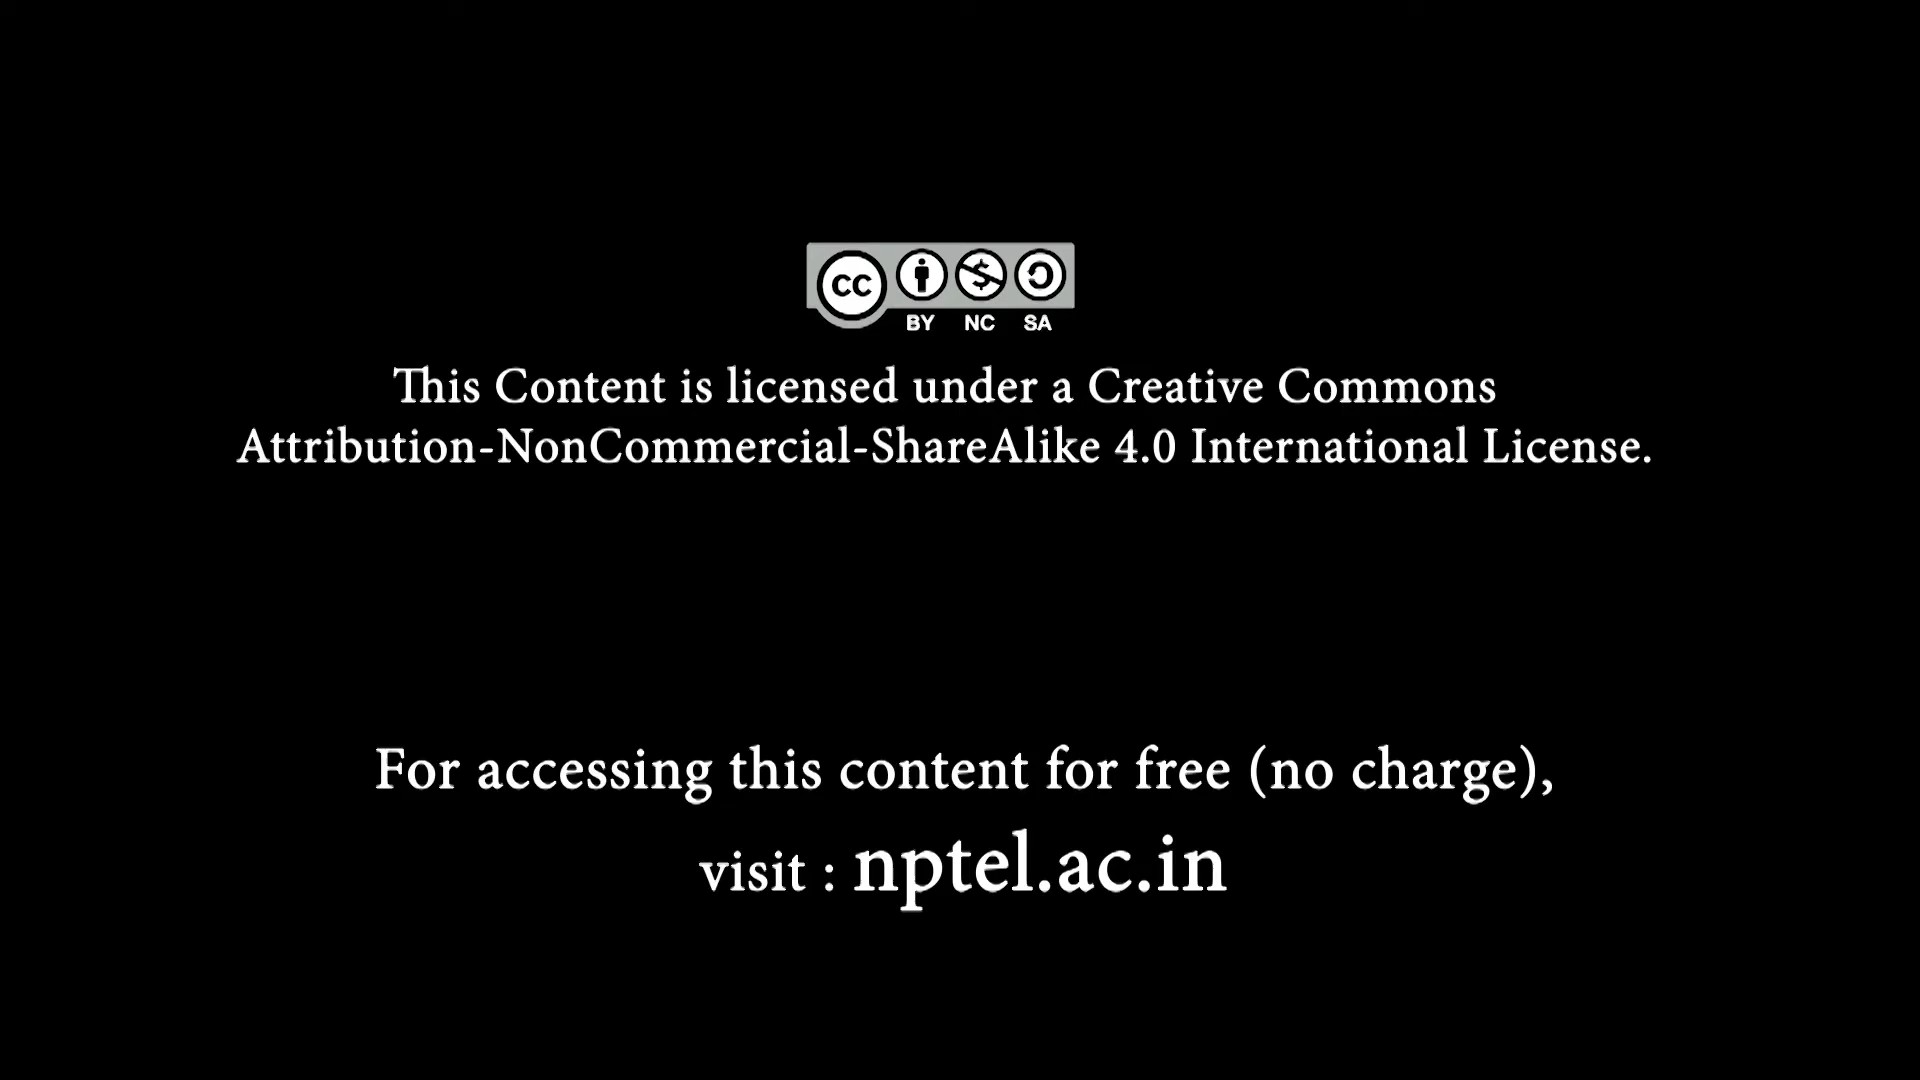 cc
BY NC SA
This Content is licensed under a Creative Commons
Attribution-NonCommercial-ShareAlike 4.0 International License.
For accessing this content for free (no charge),
visit : nptel.ac.in